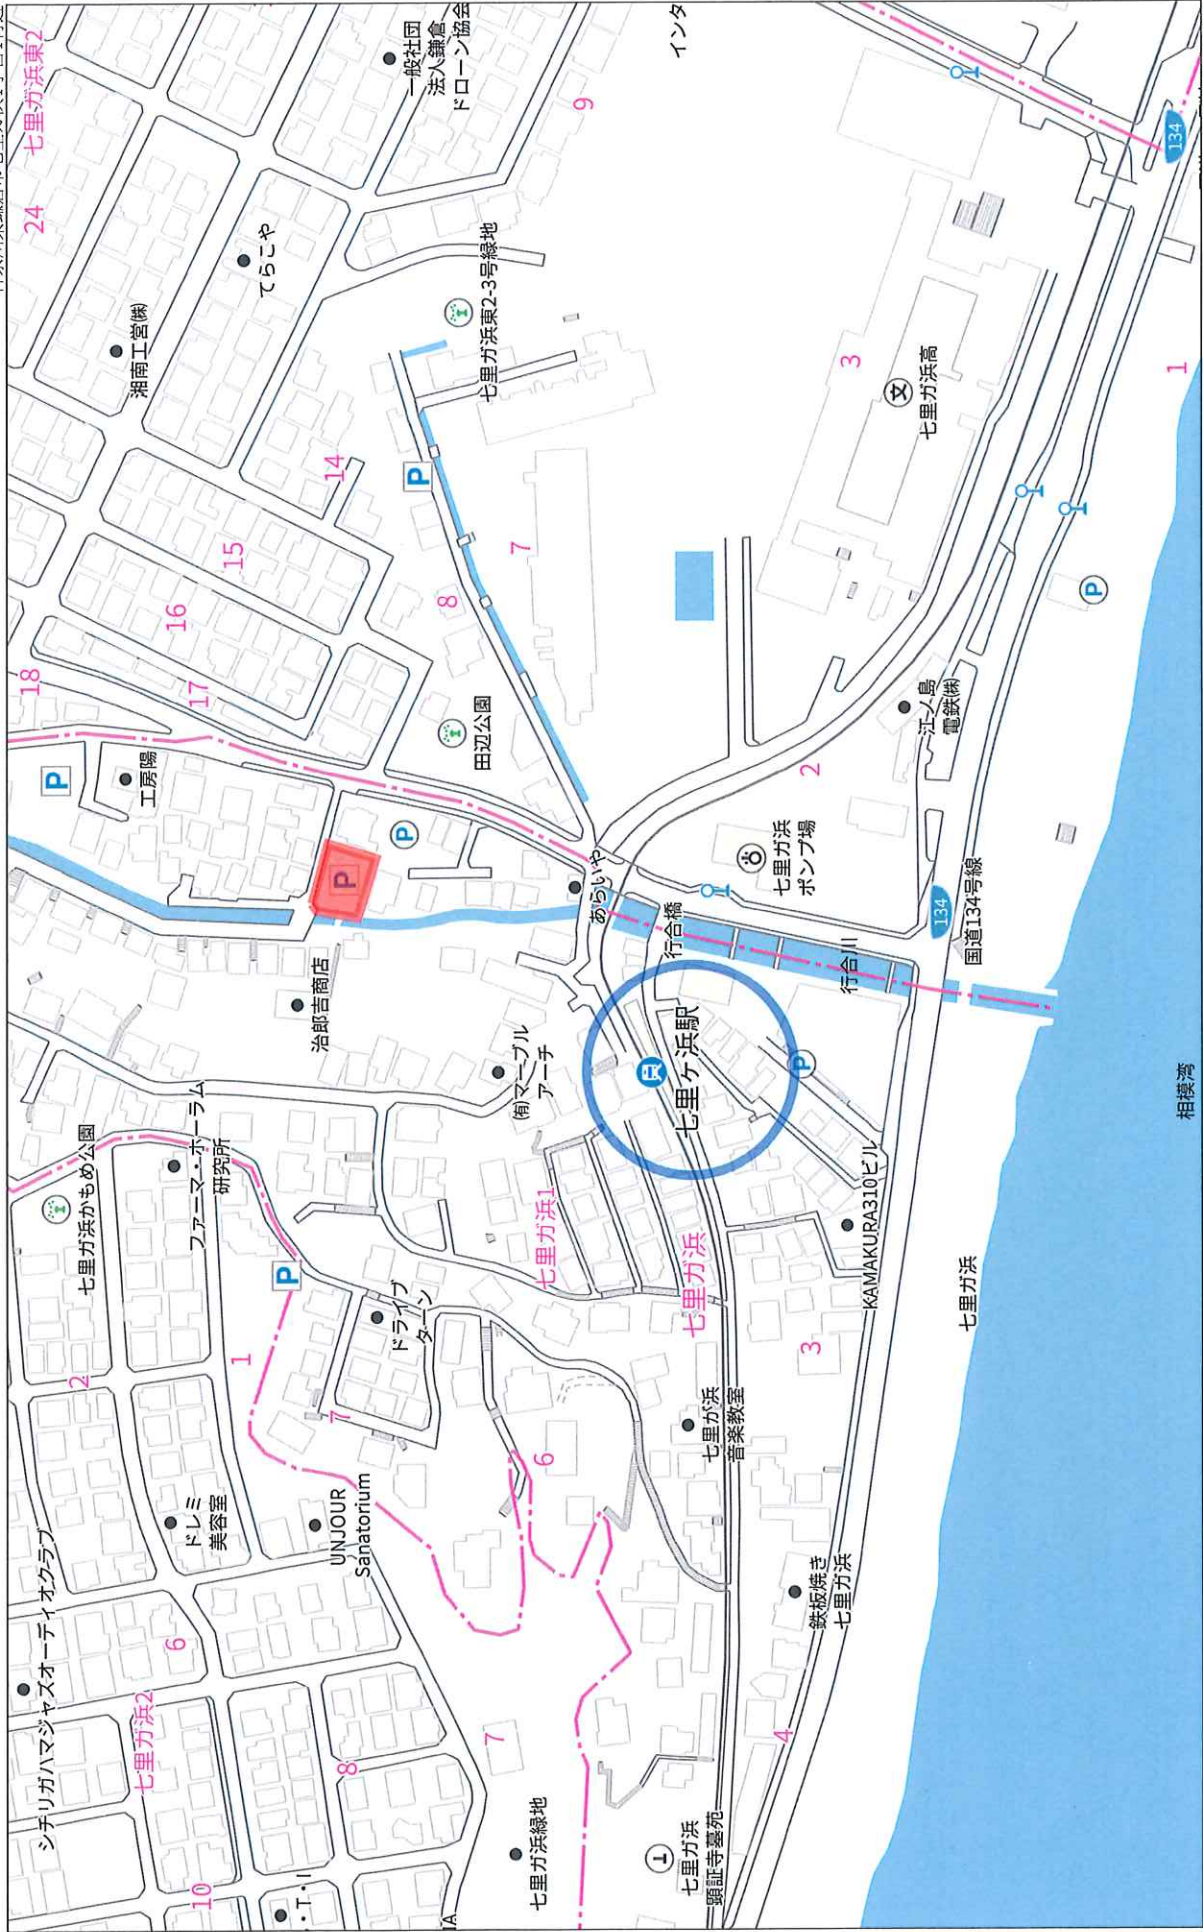 シチリガハマジャズオーディオクラブ
七里ガ浜かもめ公園
2
ドレミ
美容室
6
七里ガ浜2
10
8
UNJOUR
Sanatorium
1
ファーマ・ホーラム
研究所
P
ドライブ
ターン
7
七里ガ浜緑地
7
6
七里ガ浜1
七里ガ浜
七里ガ浜
顕証寺墓苑
七里が浜
音楽教室
3
4
鉄板焼き
七里ガ浜
KAMAKURA310ビル
七里ガ浜
相模湾
18
P
工房陽
17
16
15
14
湘南工営㈱
24
七里ガ浜東2
てらこや
一般社団
法人鎌倉
ドローン協会
9
インタ
治郎吉商店
P
P
㈲マーブル
アーチ
田辺公園
8
P
七里ガ浜東2-3号緑地
7
あらいや
行合橋
七里ケ浜駅
P
行合川
七里ガ浜
ポンプ場
2
江ノ島
電鉄㈱
134
国道134号線
3
文
七里ガ浜高
P
134
1